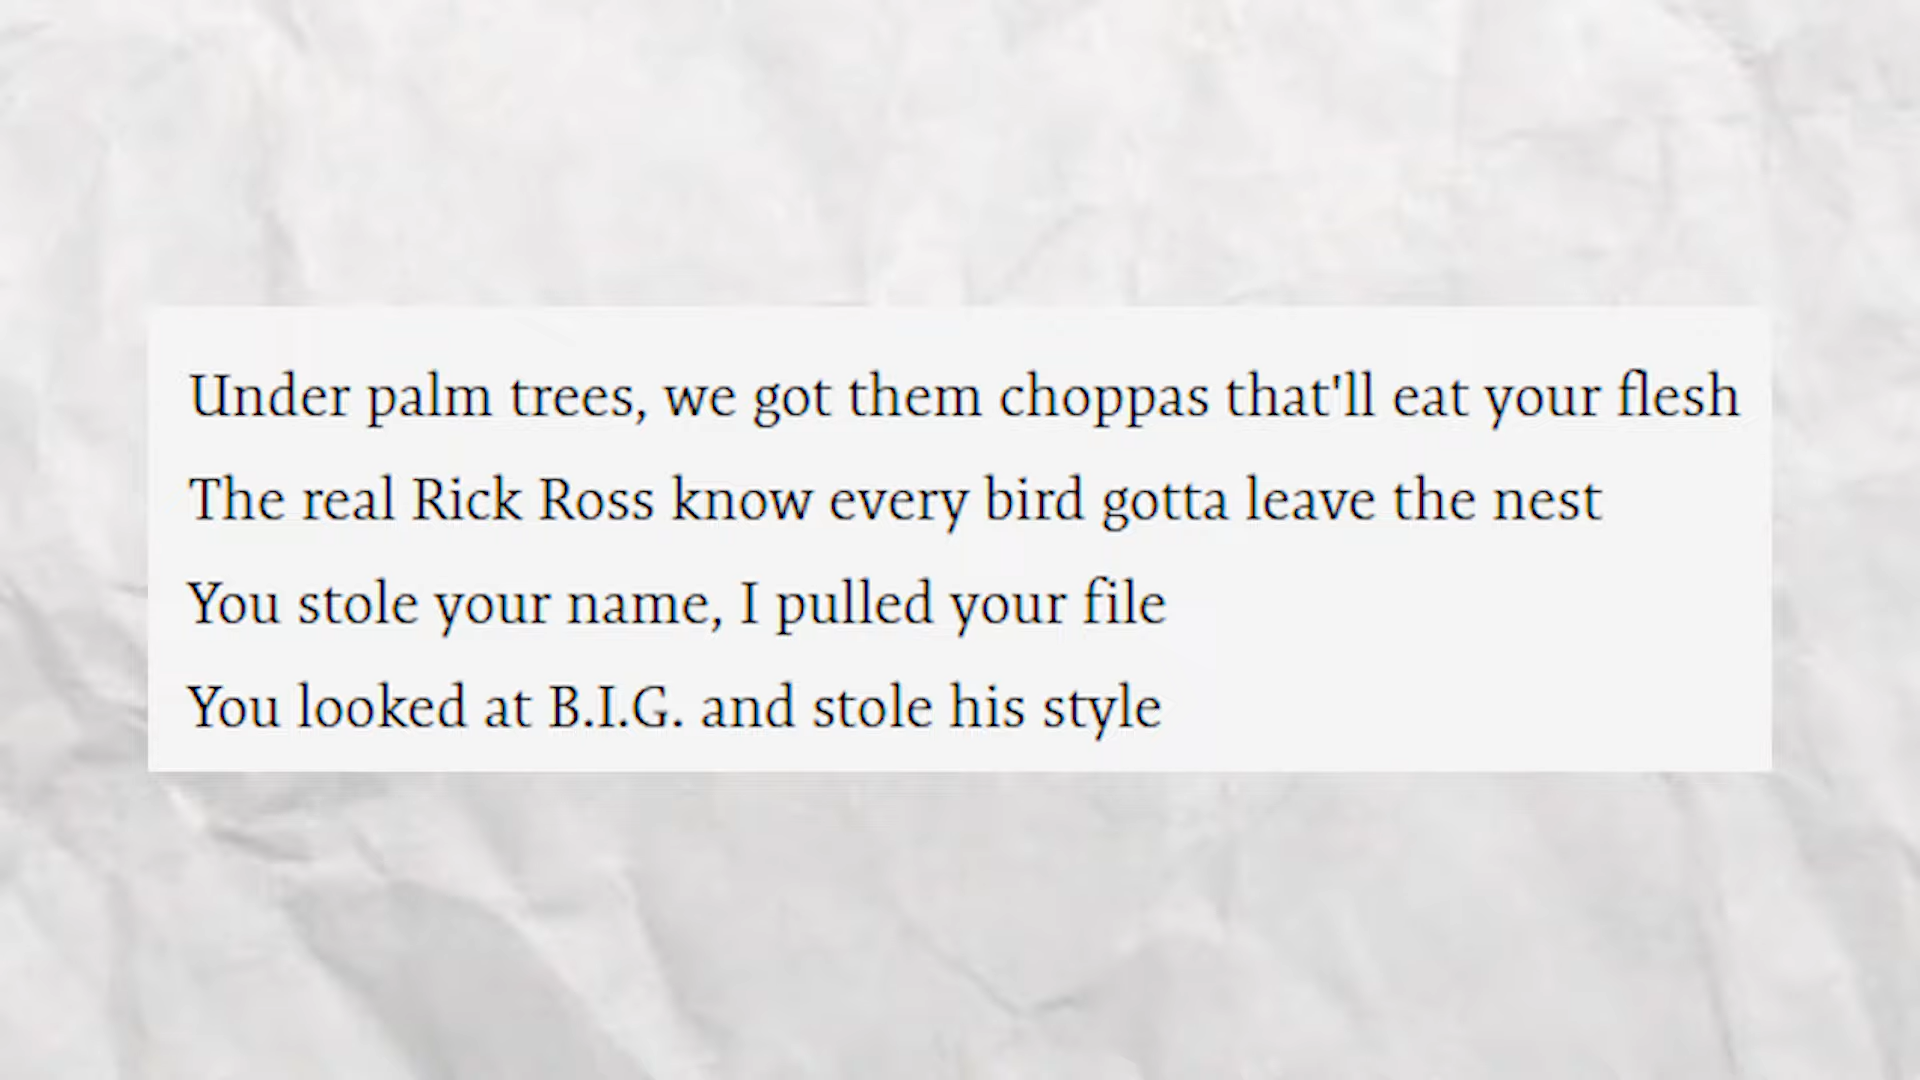 Under palm trees, we got them choppas that'll eat your flesh
The real Rick Ross know every bird gotta leave the nest
You stole your name, I pulled your file
You looked at B.I.G. and stole his style